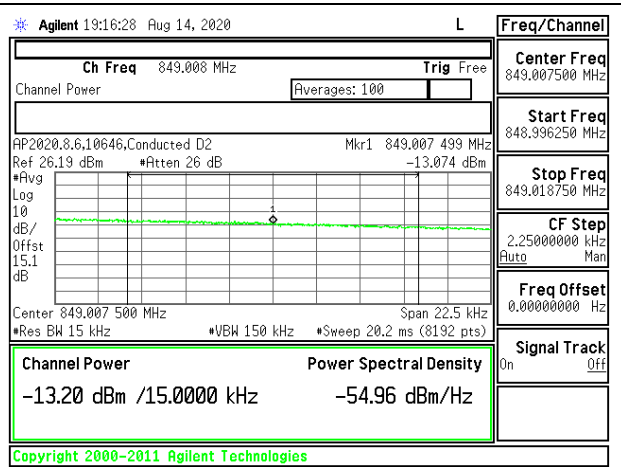 Agilent 19:16:28 Aug 14, 2020 L Freq/Channel
Ch Freq 849.008 MHz Trig Free
Channel Power Averages: 100
AP2020.8.6,10646,Conducted D2 Mkr1 849.007 499 MHz
Ref 26.19 dBm #Atten 26 dB -13.074 dBm
#Avg
Log
10
dB/
Offst
15.1
dB
1
Center 849.007 500 MHz Span 22.5 kHz
#Res BW 15 kHz #VBW 150 kHz #Sweep 20.2 ms (8192 pts)
Channel Power Power Spectral Density
-13.20 dBm /15.0000 kHz -54.96 dBm/Hz
Copyright 2000-2011 Agilent Technologies
Center Freq
849.007500 MHz
Start Freq
848.996250 MHz
Stop Freq
849.018750 MHz
CF Step
2.25000000 kHz
Auto Man
Freq Offset
0.00000000 Hz
Signal Track
On Off